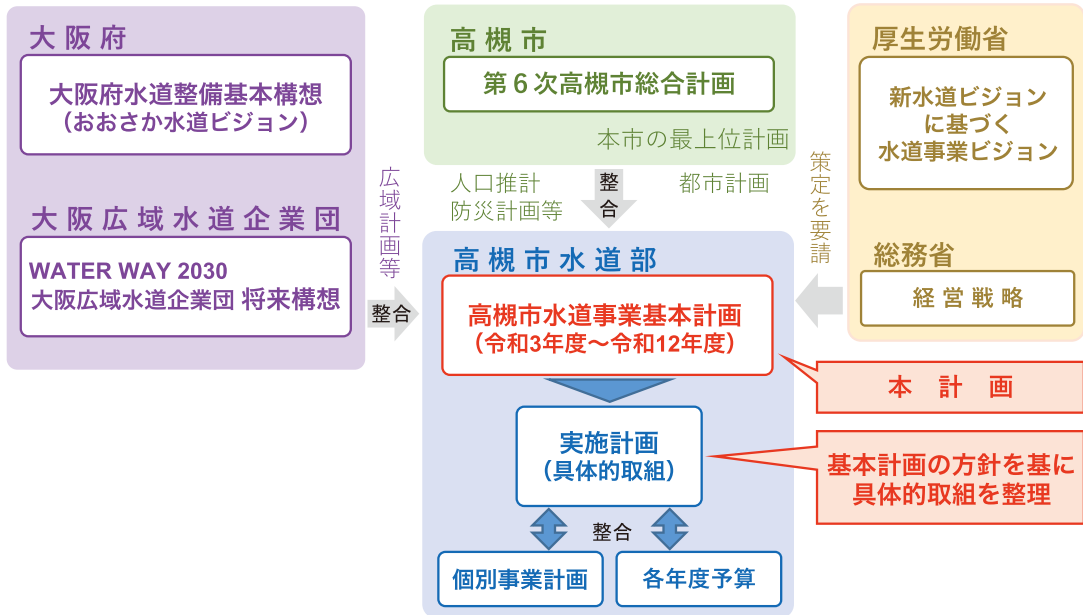 大阪府
大阪府水道整備基本構想
（おおさか水道ビジョン）
大阪広域水道企業団
WATER WAY 2030
大阪広域水道企業団 将来構想
広域計画等
整合
高槻市
第６次高槻市総合計画
本市の最上位計画
人口推計
防災計画等
整合
都市計画
高槻市水道部
高槻市水道事業基本計画
（令和3年度～令和12年度）
実施計画
（具体的取組）
整合
個別事業計画
各年度予算
厚生労働省
新水道ビジョン
に基づく
水道事業ビジョン
総務省
経営戦略
策定を要請
本計画
基本計画の方針を基に
具体的取組を整理